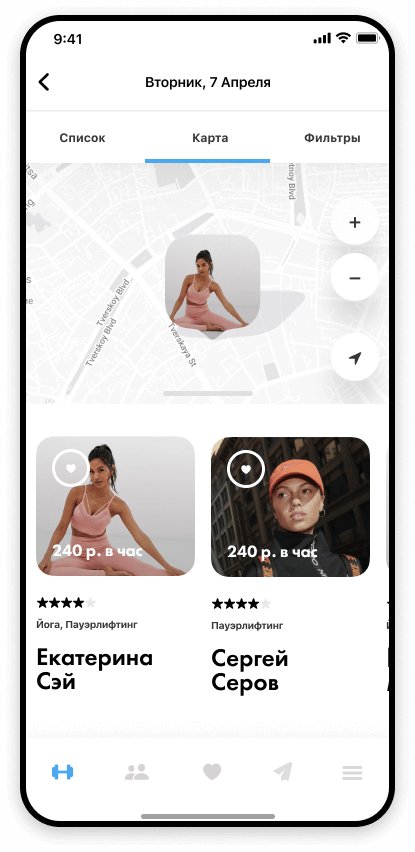 9:41
Вторник, 7 Апреля
Список
Карта
Фильтры
Tverskoy Blvd
Tverskoy Blvd
Tverskaya St
+
−
240 р. в час
240 р. в час
Йога, Пауэрлифтинг
Пауэрлифтинг
Екатерина
Сэй
Сергей
Серов